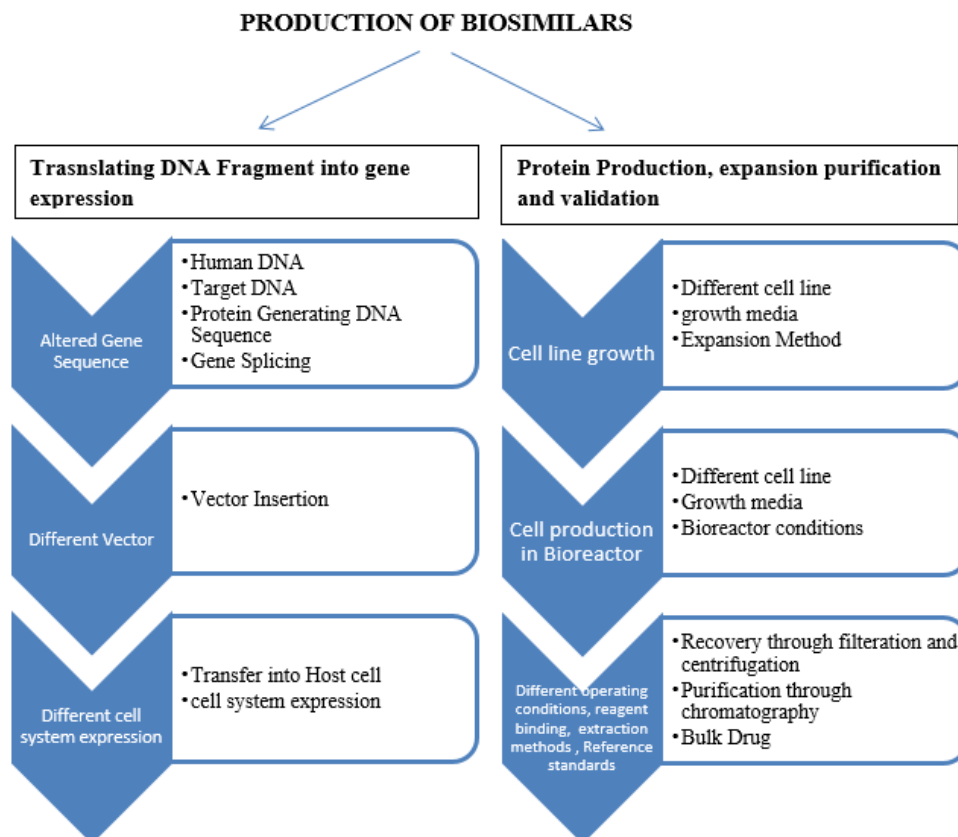 PRODUCTION OF BIOSIMILARS
Trasnslating DNA Fragment into gene
expression
Altered Gene
Sequence
•Human DNA
•Target DNA
•Protein Generating DNA
Sequence
•Gene Splicing
Different Vector
•Vector Insertion
Different cell
system expression
•Transfer into Host cell
•cell system expression
Protein Production, expansion purification
and validation
Cell line growth
•Different cell line
•growth media
•Expansion Method
Cell production
in Bioreactor
•Different cell line
•Growth media
•Bioreactor conditions
Different operating
conditions, reagent
binding, extraction
methods , Reference
standards
•Recovery through filteration and
centrifugation
•Purification through
chromatography
•Bulk Drug